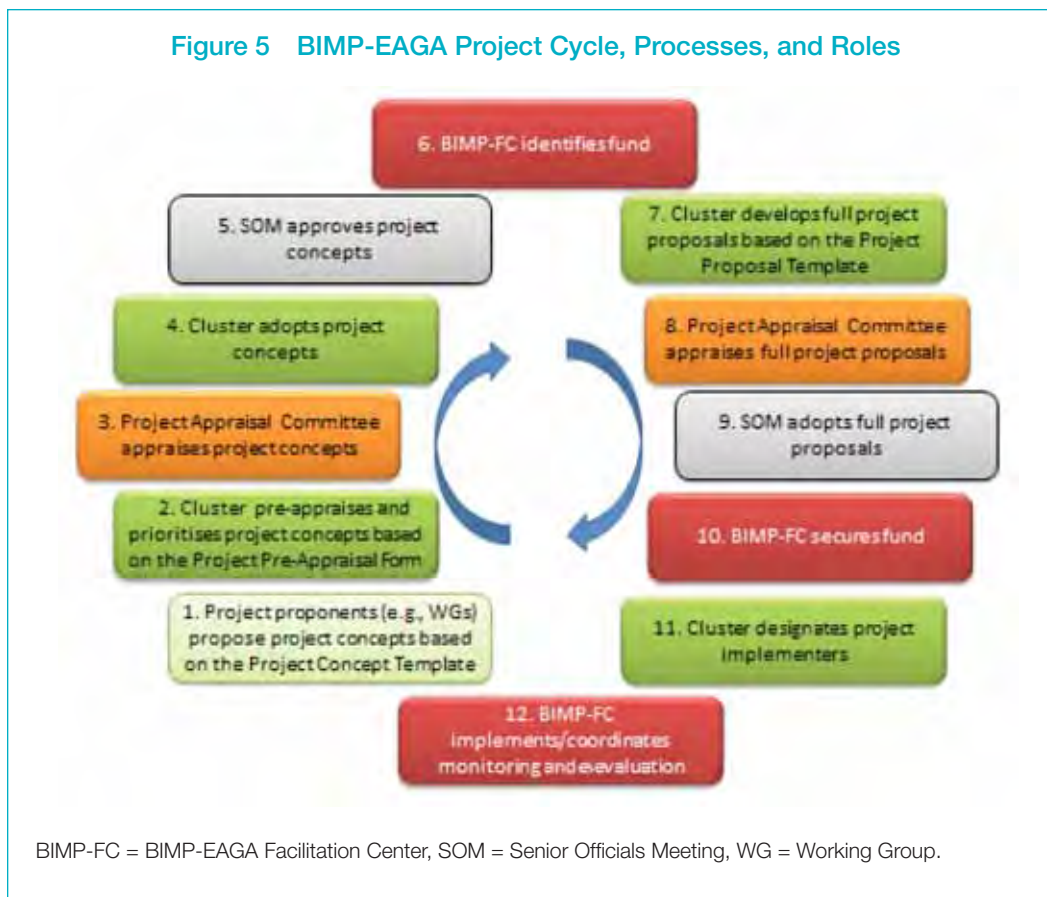 Figure 5 BIMP-EAGA Project Cycle, Processes, and Roles
6. BIMP-FC identifies fund
5. SOM approves project
concepts
7. Cluster develops full project
proposals based on the Project
Proposal Template
4. Cluster adopts project
concepts
8. Project Appraisal Committee
appraises full project proposals
3. Project Appraisal Committee
appraises project concepts
9. SOM adopts full project
proposals
2. Cluster pre-appraises and
prioritises project concepts based
on the Project Pre-Appraisal Form
10. BIMP-FC secures fund
1. Project proponents (e.g., WGs)
propose project concepts based
on the Project Concept Template
11. Cluster designates project
implementers
12. BIMP-FC
implements/coordinates
monitoring and esevaluation
BIMP-FC = BIMP-EAGA Facilitation Center, SOM = Senior Officials Meeting, WG = Working Group.